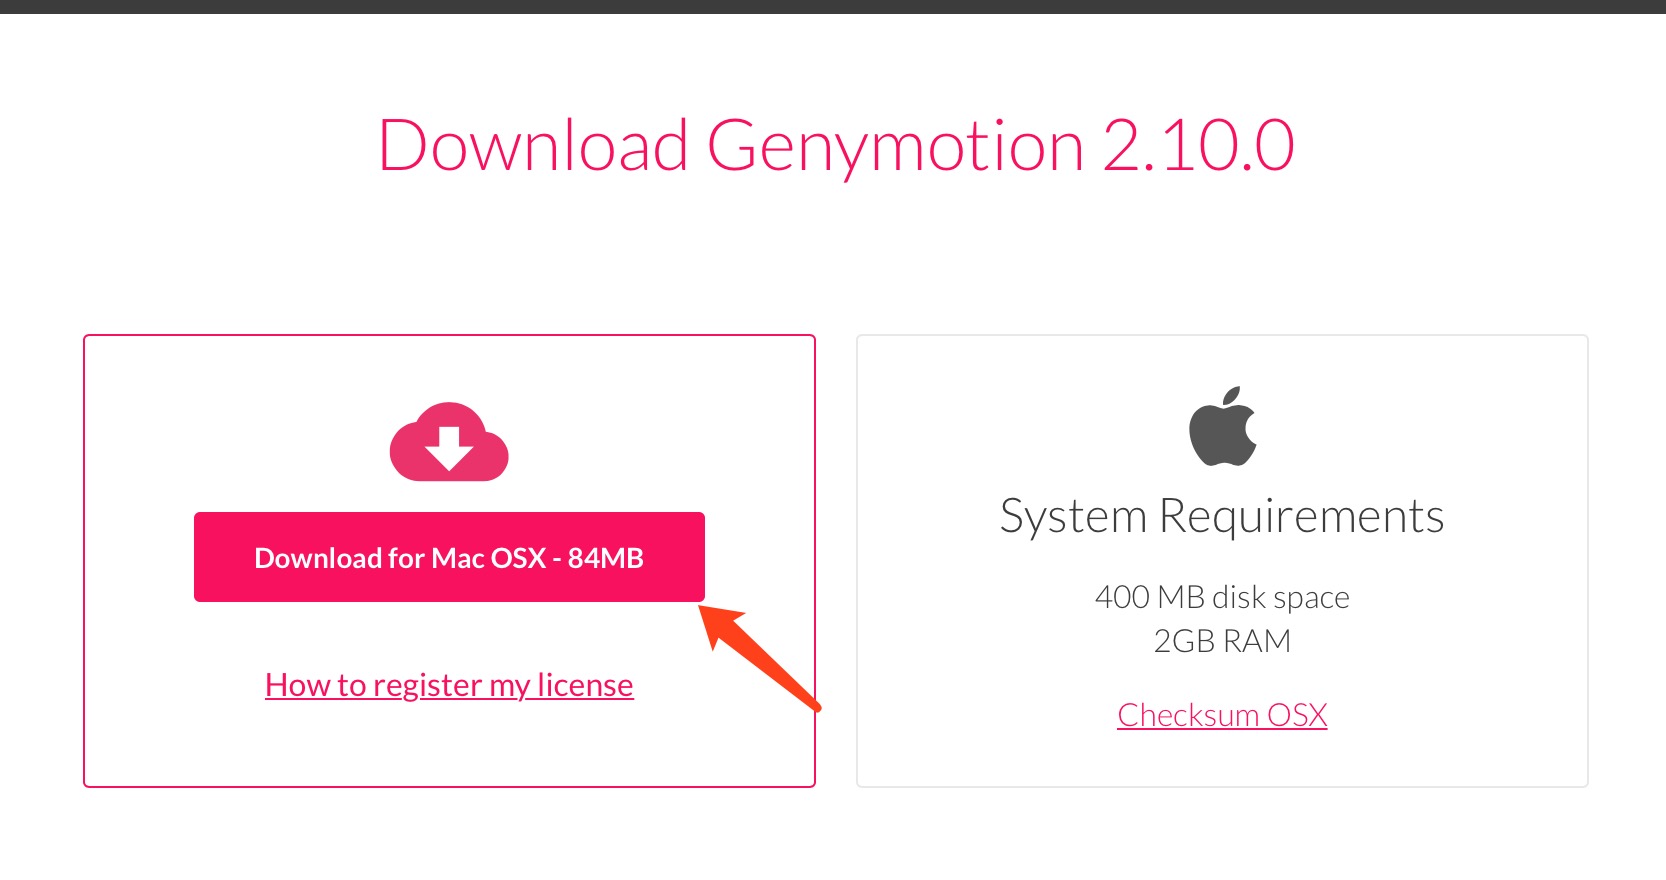 Download Genymotion 2.10.0
Download for Mac OSX - 84MB
How to register my license
System Requirements
400 MB disk space
2GB RAM
Checksum OSX